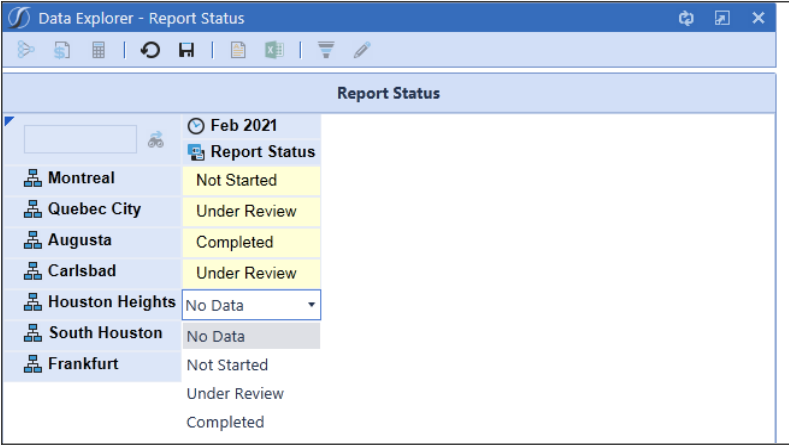 Data Explorer - Report Status
Report Status
Feb 2021
Report Status
Montreal Not Started
Quebec City Under Review
Augusta Completed
Carlsbad Under Review
Houston Heights No Data
South Houston No Data
Frankfurt Not Started
Under Review
Completed